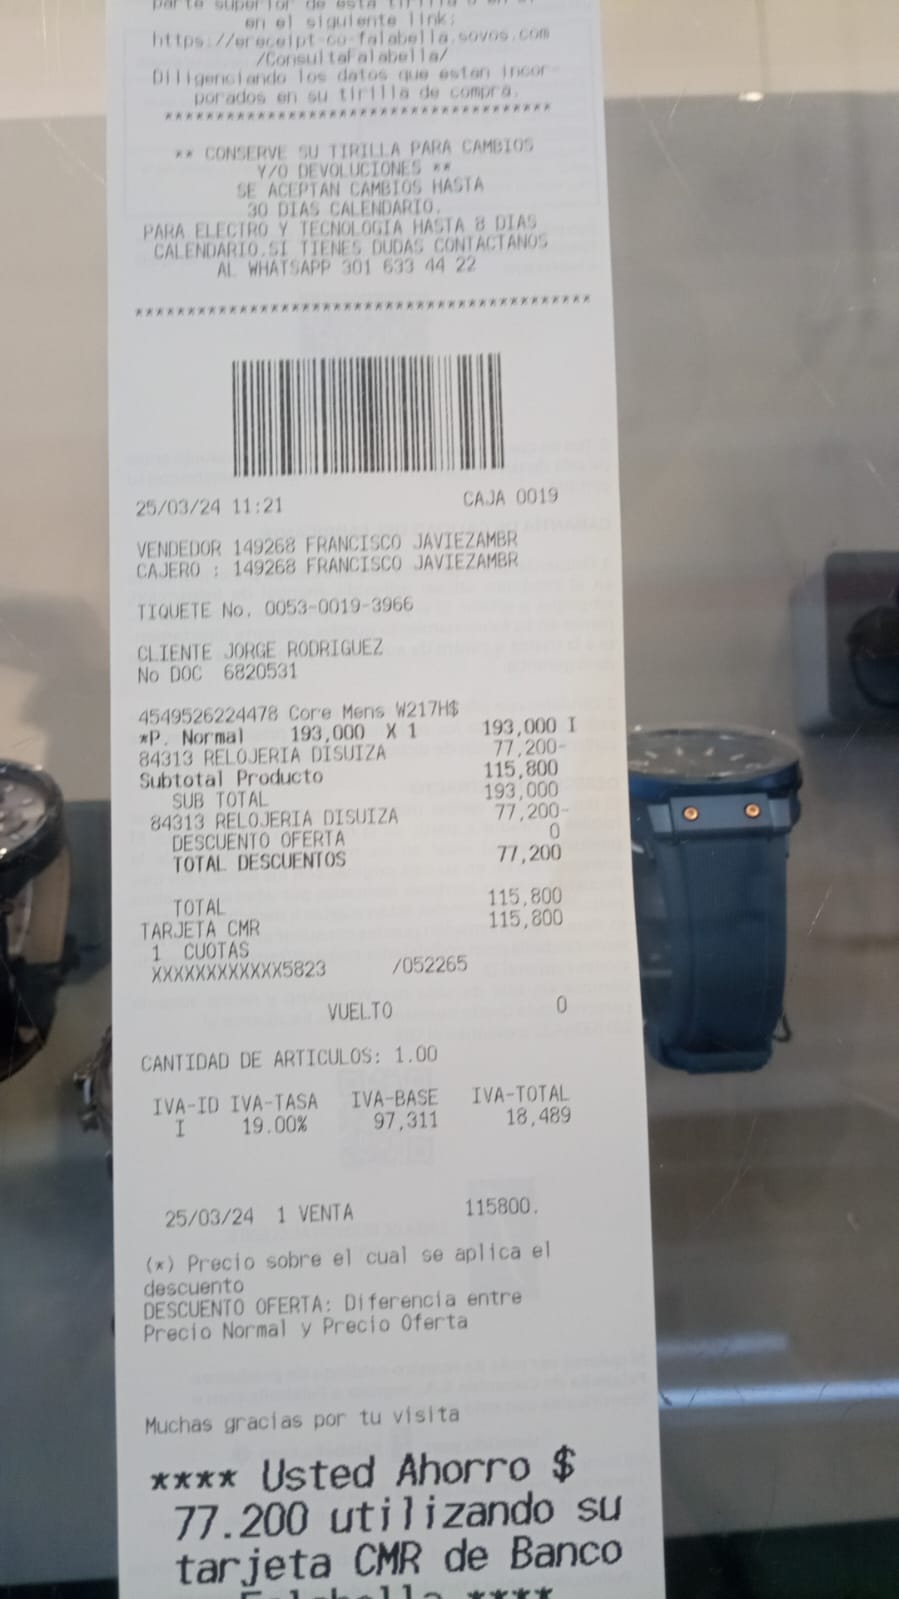 parte superior de esta tirilla o en el
en el siguiente link:
https://ereceipt-co-falabella.sovos.com
/ConsultaFalabella/
Diligenciando los datos que estan incor-
porados en su tirilla de compra.
****************************************
** CONSERVE SU TIRILLA PARA CAMBIOS
Y/O DEVOLUCIONES **
SE ACEPTAN CAMBIOS HASTA
30 DIAS CALENDARIO.
PARA ELECTRO Y TECNOLOGIA HASTA 8 DIAS
CALENDARIO.SI TIENES DUDAS CONTACTANOS
AL WHATSAPP 301 633 44 22
********************************************
25/03/24 11:21 CAJA 0019
VENDEDOR 149268 FRANCISCO JAVIEZAMBR
CAJERO : 149268 FRANCISCO JAVIEZAMBR
TIQUETE No. 0053-0019-3966
CLIENTE JORGE RODRIGUEZ
No DOC 6820531
4549526224478 Core Mens W217H$
*P. Normal 193,000 X 1 193,000 I
84313 RELOJERIA DISUIZA 77,200-
Subtotal Producto 115,800
SUB TOTAL 193,000
84313 RELOJERIA DISUIZA 77,200-
DESCUENTO OFERTA 0
TOTAL DESCUENTOS 77,200
TOTAL 115,800
TARJETA CMR 115,800
1 CUOTAS
XXXXXXXXXXXX5823 /052265
VUELTO 0
CANTIDAD DE ARTICULOS: 1.00
IVA-ID IVA-TASA IVA-BASE IVA-TOTAL
I 19.00% 97,311 18,489
25/03/24 1 VENTA 115800.
(*) Precio sobre el cual se aplica el
descuento
DESCUENTO OFERTA: Diferencia entre
Precio Normal y Precio Oferta
Muchas gracias por tu visita
**** Usted Ahorro $
77.200 utilizando su
tarjeta CMR de Banco
Falabella ****